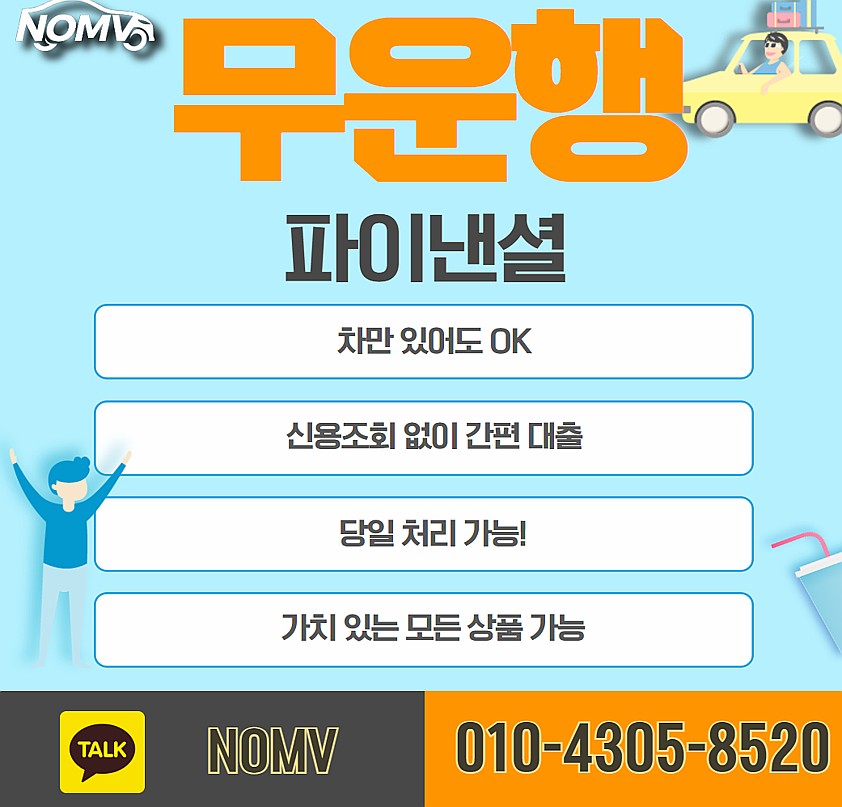 NOMV
무운행
파이낸셜
차만 있어도 OK
신용조회 없이 간편 대출
당일 처리 가능!
가치 있는 모든 상품 가능
TALK NOMV 010-4305-8520